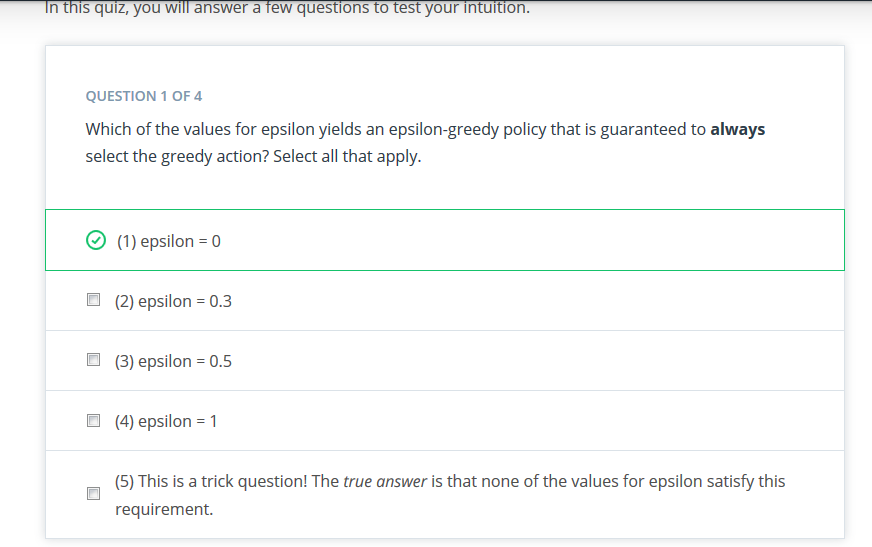 In this quiz, you will answer a few questions to test your intuition.
QUESTION 1 OF 4
Which of the values for epsilon yields an epsilon-greedy policy that is guaranteed to always
select the greedy action? Select all that apply.
(1) epsilon = 0
(2) epsilon = 0.3
(3) epsilon = 0.5
(4) epsilon = 1
(5) This is a trick question! The true answer is that none of the values for epsilon satisfy this
requirement.